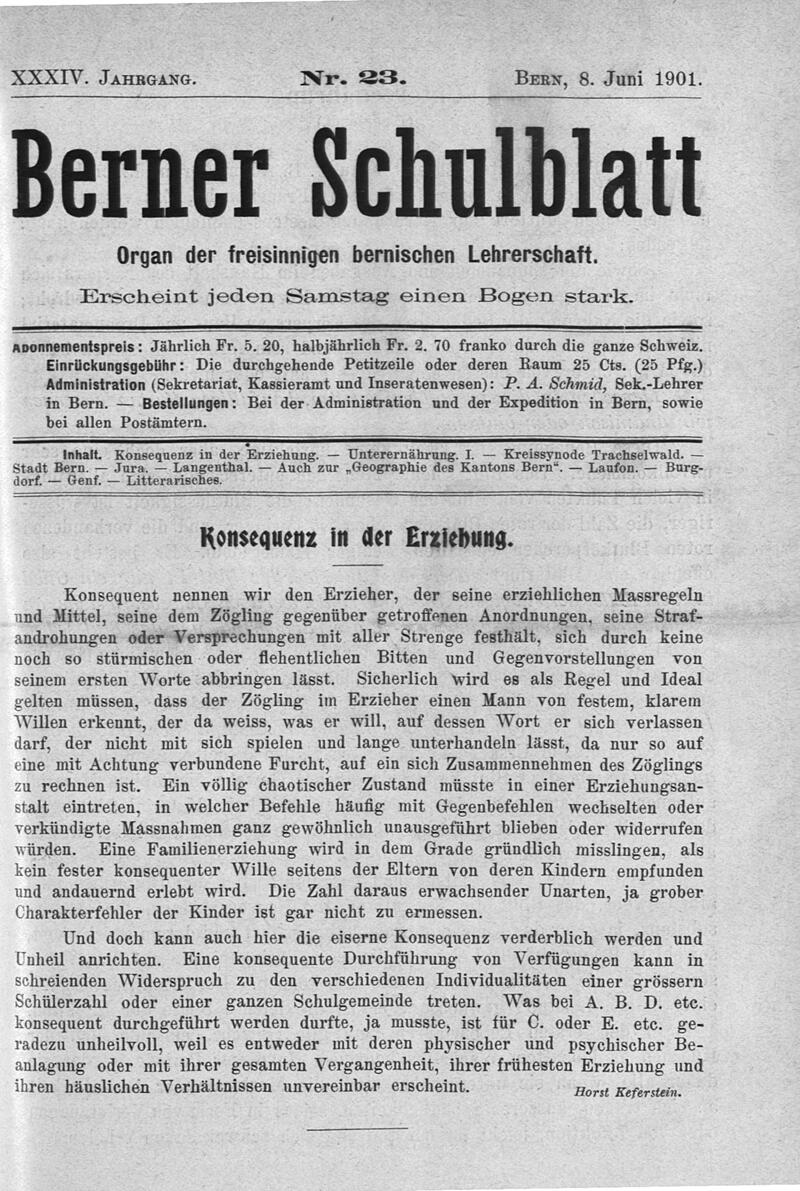 XXXIV. JAHRGANG. Nr. 23. BERN, 8. Juni 1901.
Berner Schulblatt
Organ der freisinnigen bernischen Lehrerschaft.
Erscheint jeden Samstag einen Bogen stark.
Abonnementspreis: Jährlich Fr. 5. 20, halbjährlich Fr. 2. 70 franko durch die ganze Schweiz.
Einrückungsgebühr: Die durchgehende Petitzeile oder deren Raum 25 Cts. (25 Pfg.)
Administration (Sekretariat, Kassieramt und Inseratenwesen): P. A. Schmid, Sek.-Lehrer
in Bern. — Bestellungen: Bei der Administration und der Expedition in Bern, sowie
bei allen Postämtern.
Inhalt. Konsequenz in der Erziehung. — Unterernährung. I. — Kreissynode Trachselwald. —
Stadt Bern. — Jura. — Langenthal. — Auch zur „Geographie des Kantons Bern“. — Laufon. — Burg-
dorf. — Genf. — Litterarisches.
Konsequenz in der Erziehung.
Konsequent nennen wir den Erzieher, der seine erziehlichen Massregeln
und Mittel, seine dem Zögling gegenüber getroffenen Anordnungen, seine Straf-
androhungen oder Versprechungen mit aller Strenge festhält, sich durch keine
noch so stürmischen oder flehentlichen Bitten und Gegenvorstellungen von
seinem ersten Worte abbringen lässt. Sicherlich wird es als Regel und Ideal
gelten müssen, dass der Zögling im Erzieher einen Mann von festem, klarem
Willen erkennt, der da weiss, was er will, auf dessen Wort er sich verlassen
darf, der nicht mit sich spielen und lange unterhandeln lässt, da nur so auf
eine mit Achtung verbundene Furcht, auf ein sich Zusammennehmen des Zöglings
zu rechnen ist. Ein völlig chaotischer Zustand müsste in einer Erziehungsan-
stalt eintreten, in welcher Befehle häufig mit Gegenbefehlen wechselten oder
verkündigte Massnahmen ganz gewöhnlich unausgeführt blieben oder widerrufen
würden. Eine Familienerziehung wird in dem Grade gründlich misslingen, als
kein fester konsequenter Wille seitens der Eltern von deren Kindern empfunden
und andauernd erlebt wird. Die Zahl daraus erwachsender Unarten, ja grober
Charakterfehler der Kinder ist gar nicht zu ermessen.
Und doch kann auch hier die eiserne Konsequenz verderblich werden und
Unheil anrichten. Eine konsequente Durchführung von Verfügungen kann in
schreienden Widerspruch zu den verschiedenen Individualitäten einer grössern
Schülerzahl oder einer ganzen Schulgemeinde treten. Was bei A. B. D. etc.
konsequent durchgeführt werden durfte, ja musste, ist für C. oder E. etc. ge-
radezu unheilvoll, weil es entweder mit deren physischer und psychischer Be-
anlagung oder mit ihrer gesamten Vergangenheit, ihrer frühesten Erziehung und
ihren häuslichen Verhältnissen unvereinbar erscheint.
Horst Keferstein.